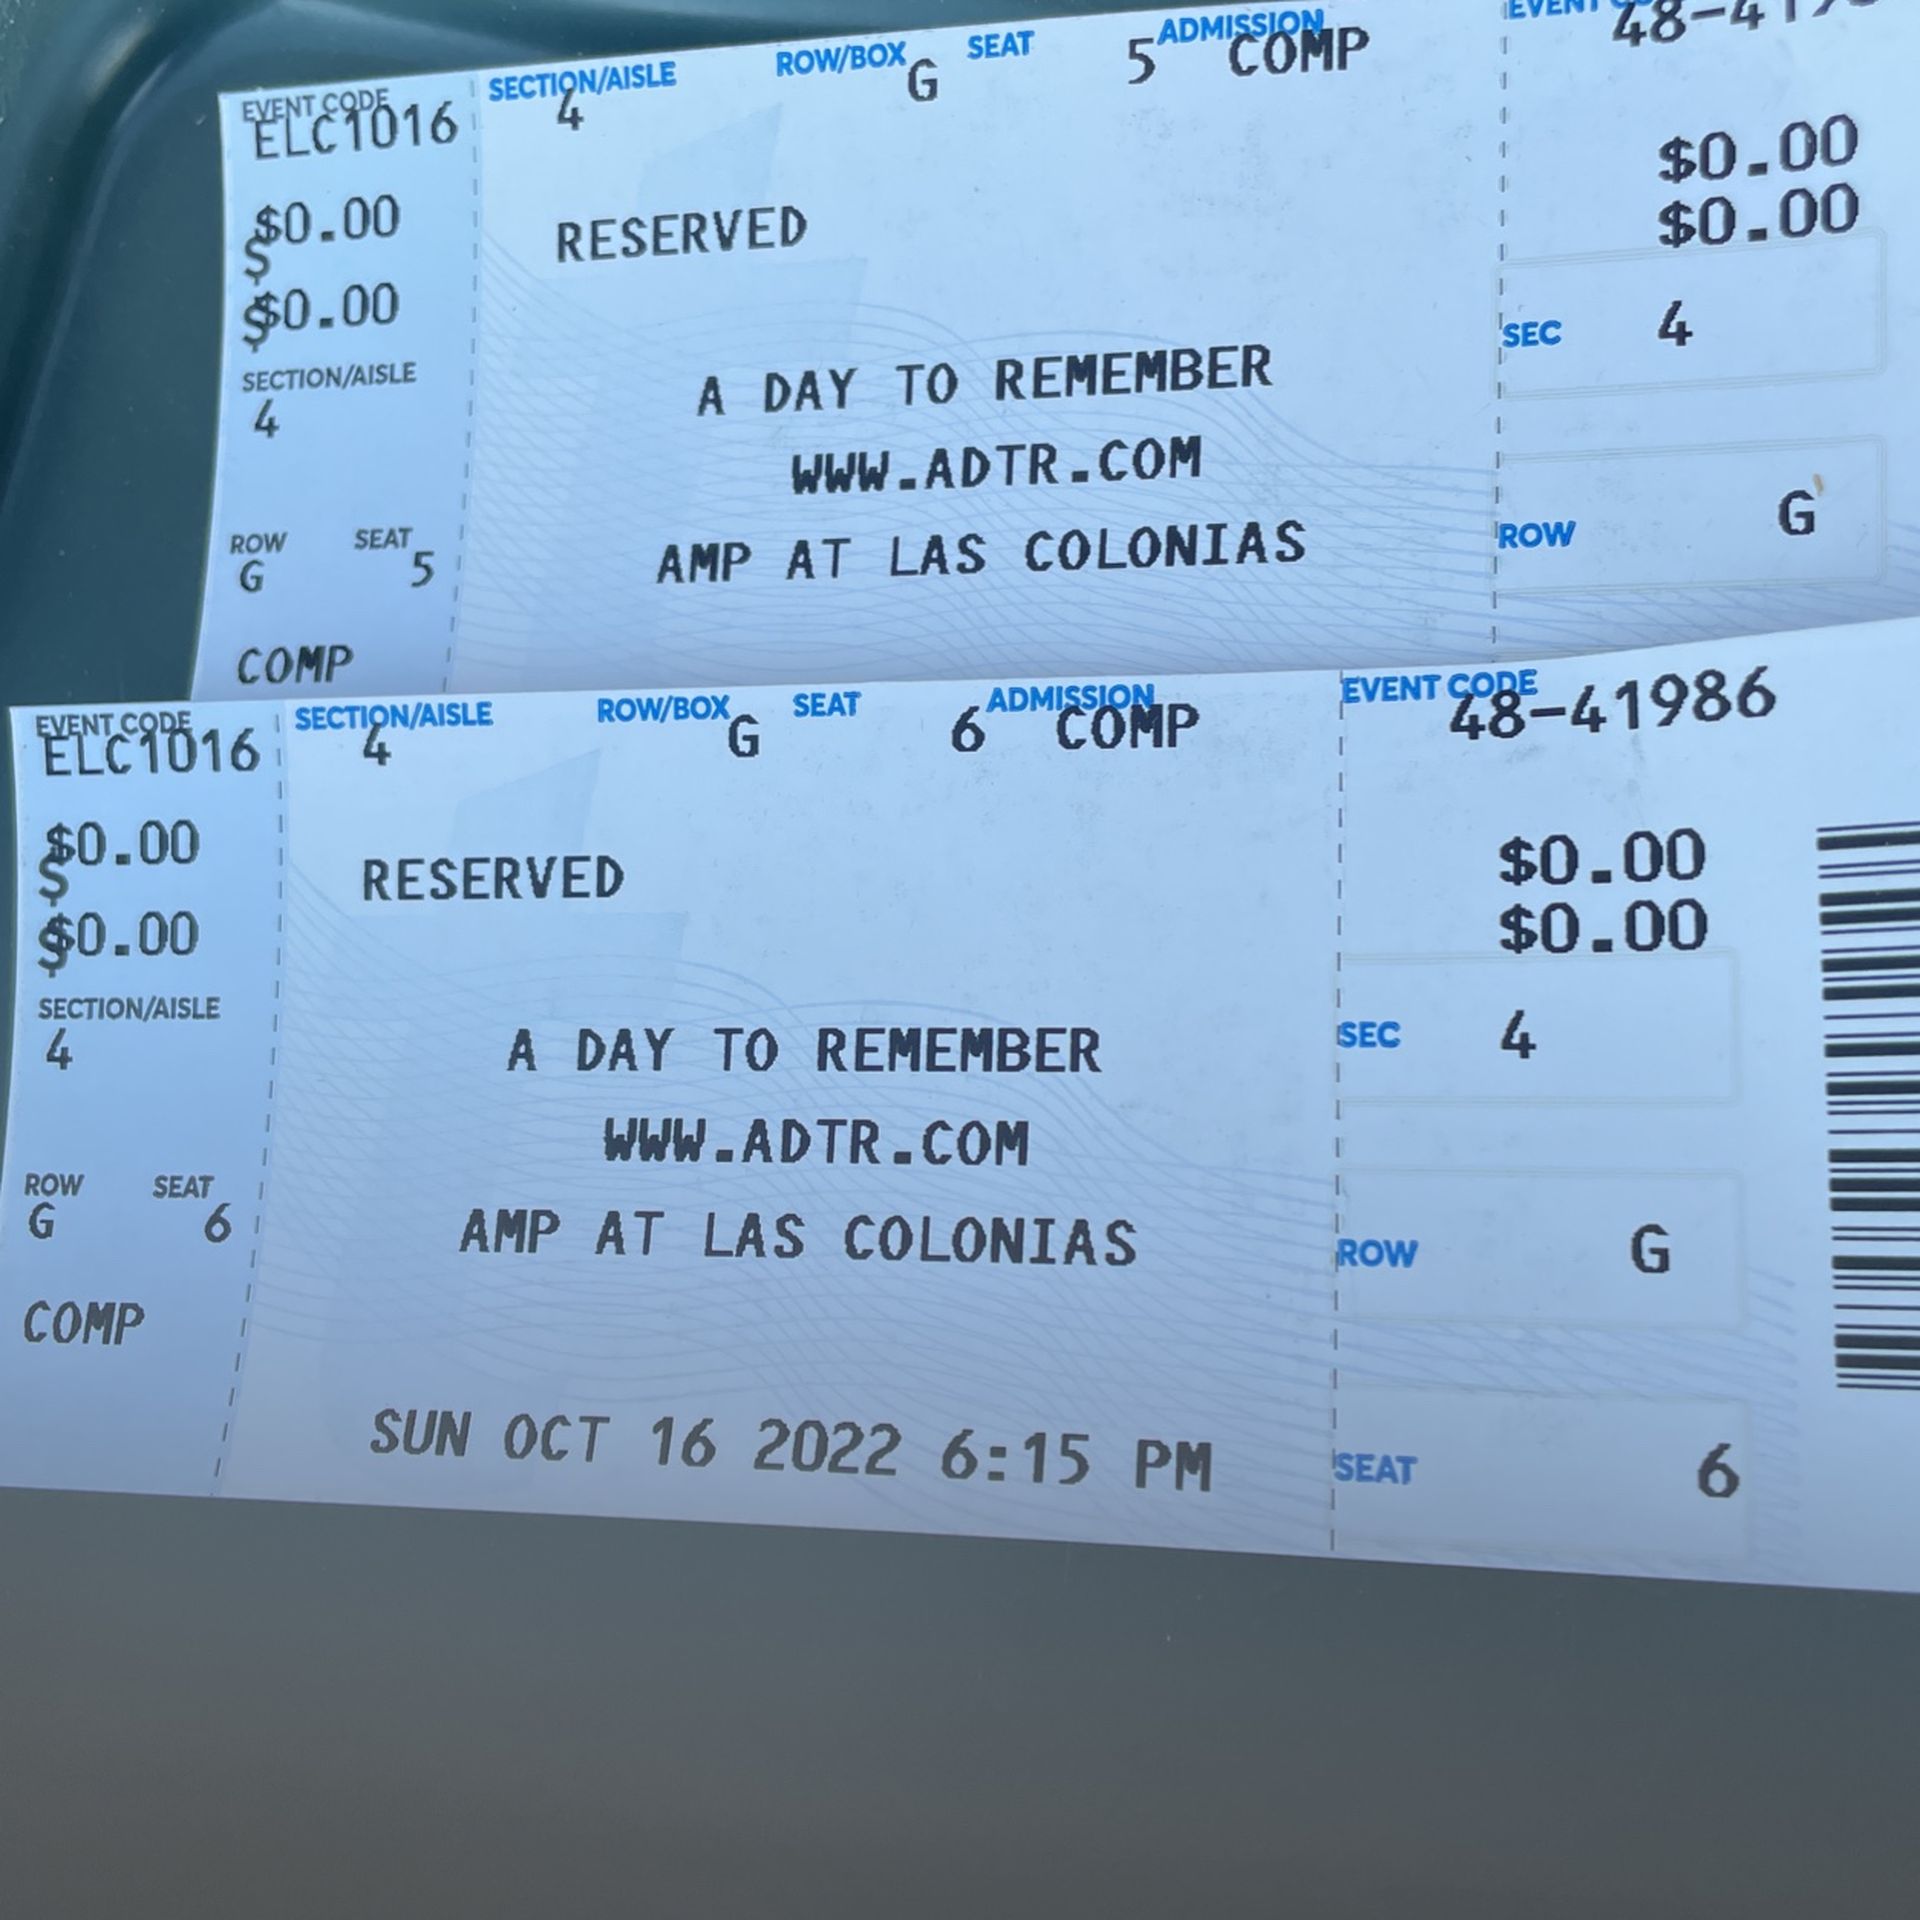 EVENT CODE SECTION/AISLE ROW/BOX SEAT ADMISSION
ELC1016 4 G 5 COMP
$0.00
$
$0.00
$
RESERVED
$0.00
$0.00
SECTION/AISLE
4
A DAY TO REMEMBER
SEC 4
WWW.ADTR.COM
ROW SEAT
G 5
AMP AT LAS COLONIAS
ROW G
COMP
EVENT CODE SECTION/AISLE ROW/BOX SEAT ADMISSION EVENT CODE
ELC1016 4 G 6 COMP 48-41986
$0.00
$
$0.00
$
RESERVED
$0.00
$0.00
SECTION/AISLE
4
A DAY TO REMEMBER
SEC 4
WWW.ADTR.COM
ROW SEAT
G 6
AMP AT LAS COLONIAS
ROW G
COMP
SUN OCT 16 2022 6:15 PM
SEAT 6